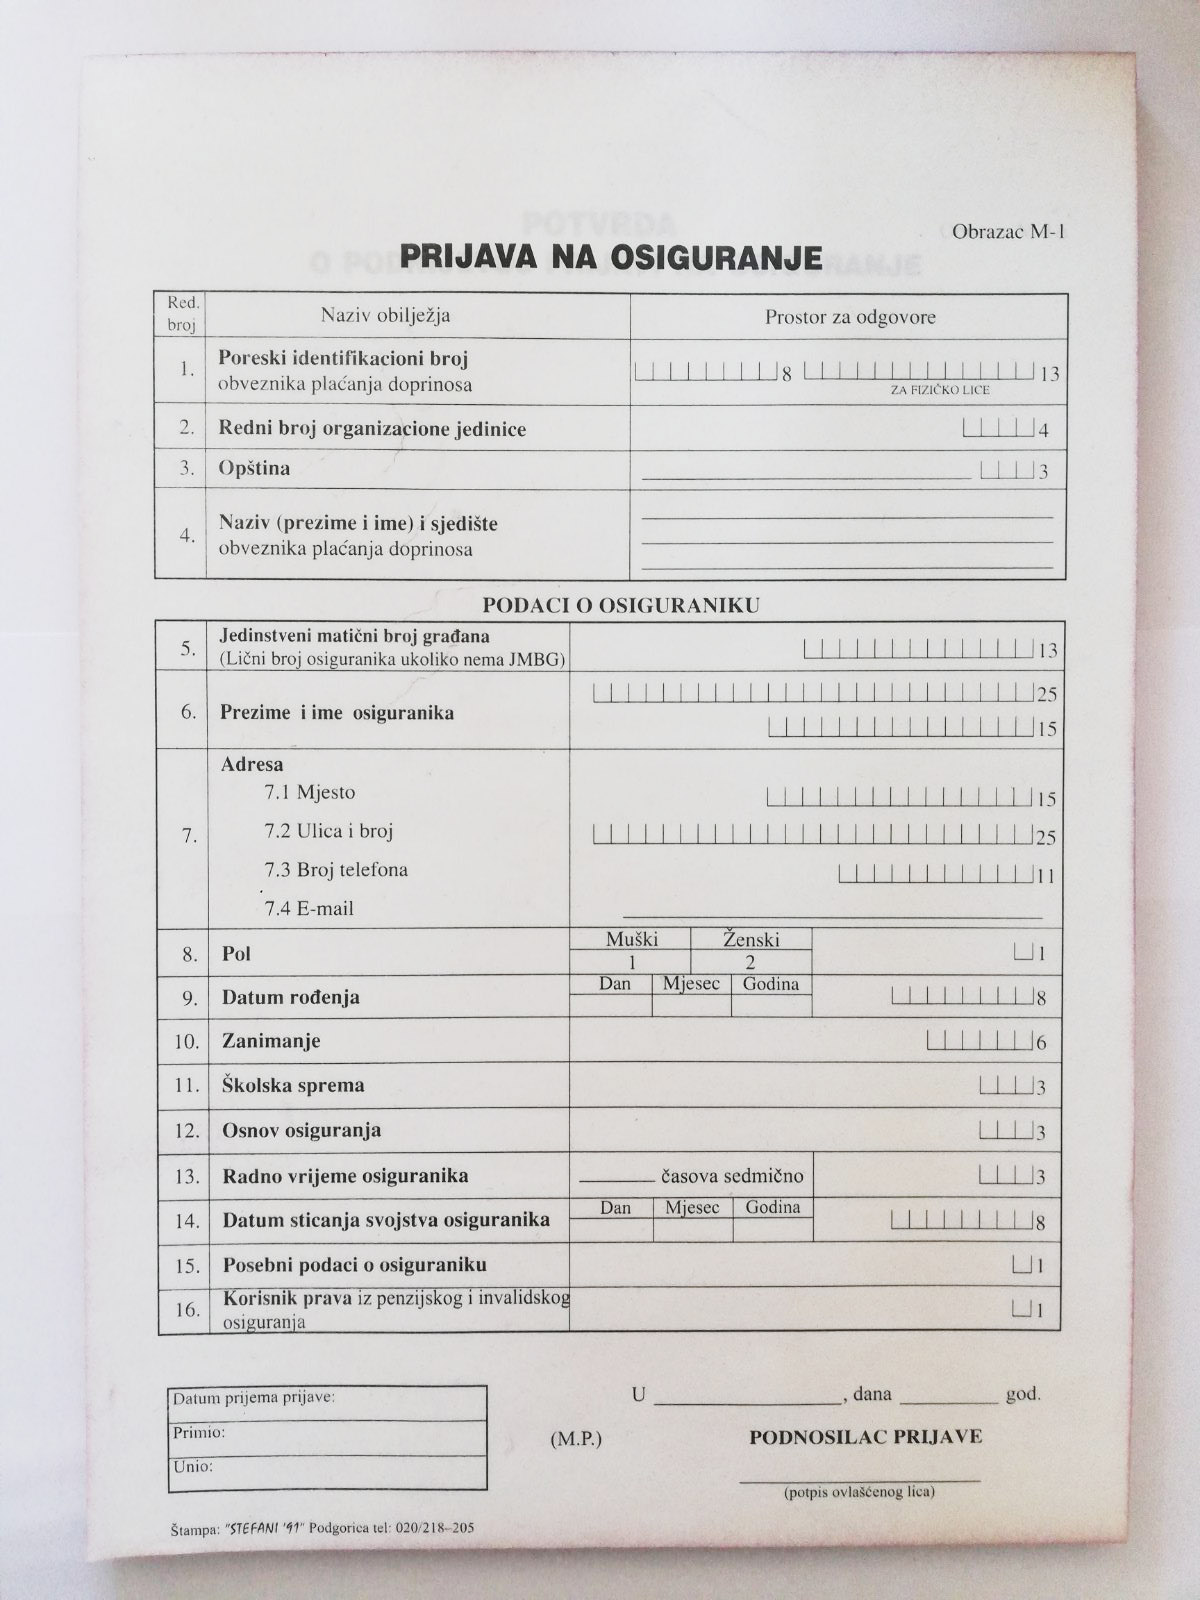 Obrazac M-1
POTVRDA
PRIJAVA NA OSIGURANJE
Red. broj
Naziv obilježja
Prostor za odgovore
1.
Poreski identifikacioni broj
obveznika plaćanja doprinosa
8
13
ZA FIZIČKO LICE
2.
Redni broj organizacione jedinice
4
3.
Opština
3
4.
Naziv (prezime i ime) i sjedište
obveznika plaćanja doprinosa
PODACI O OSIGURANIKU
5.
Jedinstveni matični broj građana
(Lični broj osiguranika ukoliko nema JMBG)
13
6.
Prezime i ime osiguranika
25
15
7.
Adresa
7.1 Mjesto
15
7.2 Ulica i broj
25
7.3 Broj telefona
11
7.4 E-mail
8.
Pol
Muški
Ženski
1
2
1
9.
Datum rođenja
Dan
Mjesec
Godina
8
10.
Zanimanje
6
11.
Školska sprema
3
12.
Osnov osiguranja
3
13.
Radno vrijeme osiguranika
časova sedmično
3
14.
Datum sticanja svojstva osiguranika
Dan
Mjesec
Godina
8
15.
Posebni podaci o osiguraniku
1
16.
Korisnik prava iz penzijskog i invalidskog
osiguranja
1
Datum prijema prijave:
Primio:
Unio:
U , dana god.
(M.P.)
PODNOSILAC PRIJAVE
(potpis ovlašćenog lica)
Štampa: "STEFANI '91" Podgorica tel: 020/218–205